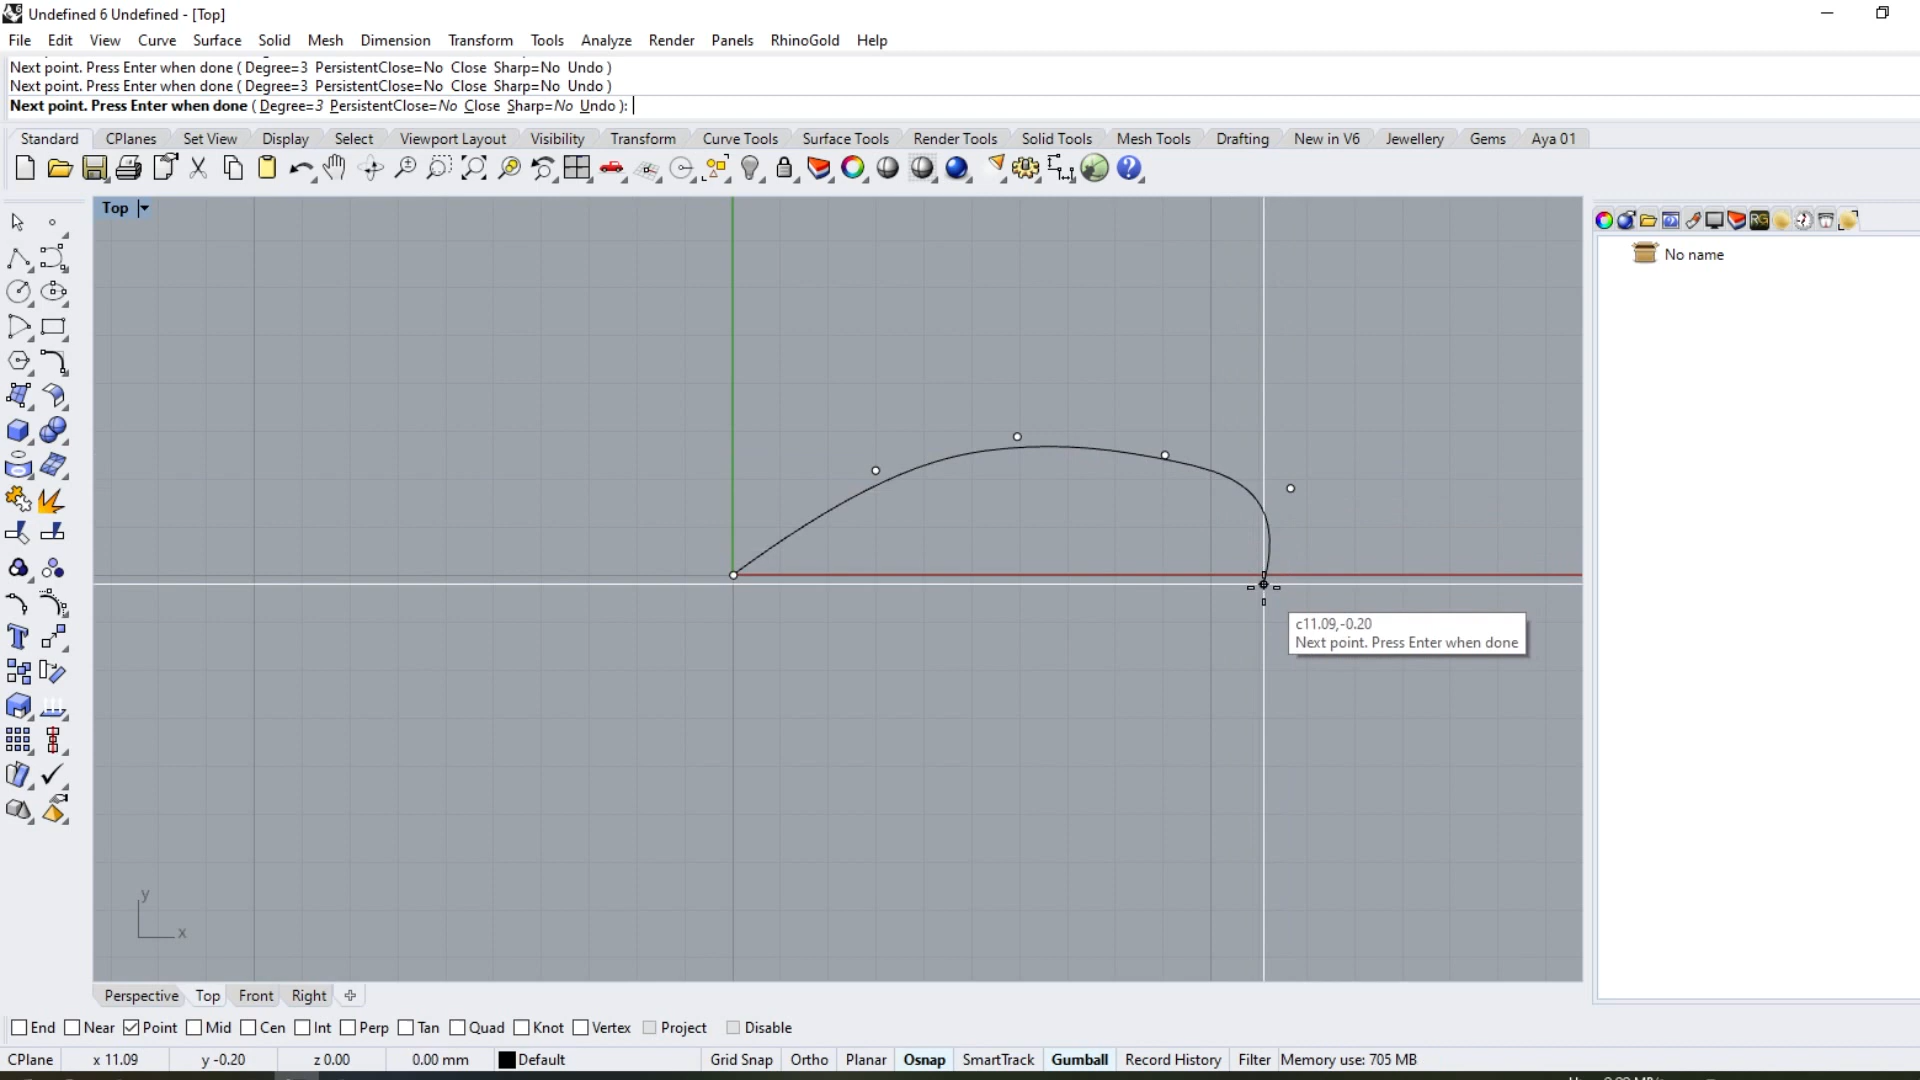 Undefined 6 Undefined - [Top]
File Edit View Curve Surface Solid Mesh Dimension Transform Tools Analyze Render Panels RhinoGold Help
Next point. Press Enter when done ( Degree=3 PersistentClose=No Close Sharp=No Undo )
Next point. Press Enter when done ( Degree=3 PersistentClose=No Close Sharp=No Undo )
Next point. Press Enter when done ( Degree=3 PersistentClose=No Close Sharp=No Undo ):
Standard CPlanes Set View Display Select Viewport Layout Visibility Transform Curve Tools Surface Tools Render Tools Solid Tools Mesh Tools Drafting New in V6 Jewellery Gems Aya 01
Top
RG
No name
c11.09,-0.20
Next point. Press Enter when done
y
x
Perspective Top Front Right
End Near Point Mid Cen Int Perp Tan Quad Knot Vertex Project Disable
CPlane x 11.09 y -0.20 z 0.00 0.00 mm Default Grid Snap Ortho Planar Osnap SmartTrack Gumball Record History Filter Memory use: 705 MB